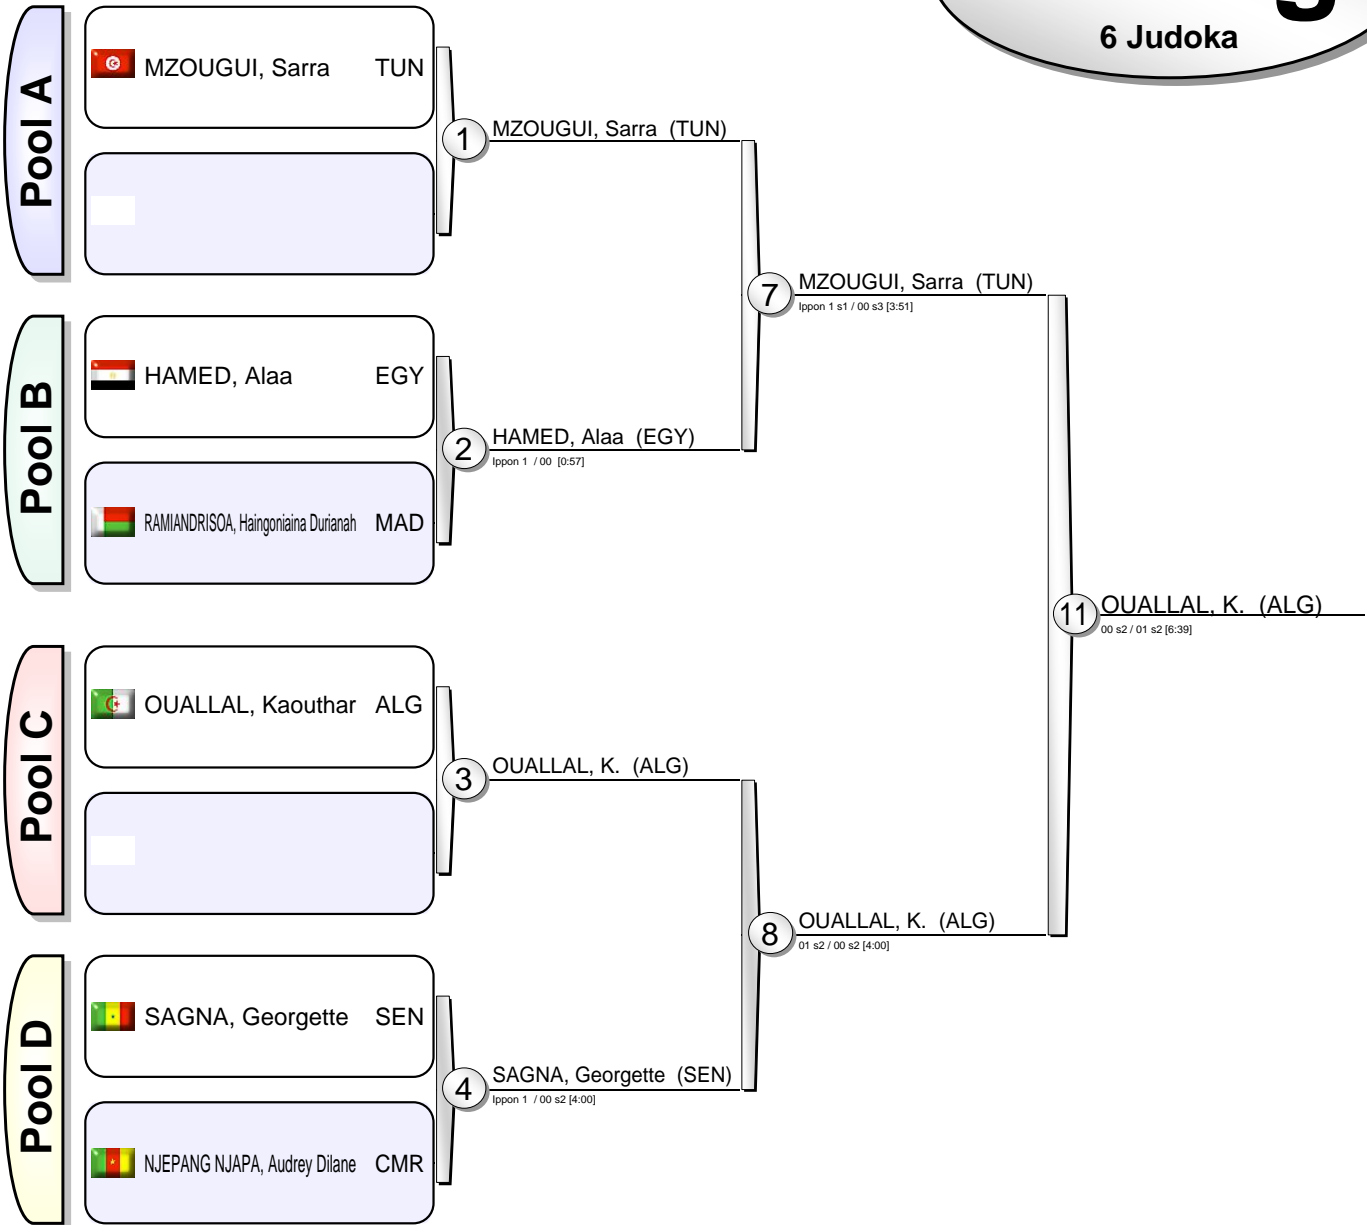 6 Judoka
Pool A
MZOUGUI, Sarra TUN
1
MZOUGUI, Sarra (TUN)
7
MZOUGUI, Sarra (TUN)
Ippon 1 s1 / 00 s3 [3:51]
Pool B
HAMED, Alaa EGY
2
HAMED, Alaa (EGY)
Ippon 1 / 00 [0:57]
RAMIANDRISOA, Haingoniaina Durianah MAD
11
OUALLAL, K. (ALG)
00 s2 / 01 s2 [6:39]
Pool C
OUALLAL, Kaouthar ALG
3
OUALLAL, K. (ALG)
8
OUALLAL, K. (ALG)
01 s2 / 00 s2 [4:00]
Pool D
SAGNA, Georgette SEN
4
SAGNA, Georgette (SEN)
Ippon 1 / 00 s2 [4:00]
NJEPANG NJAPA, Audrey Dilane CMR